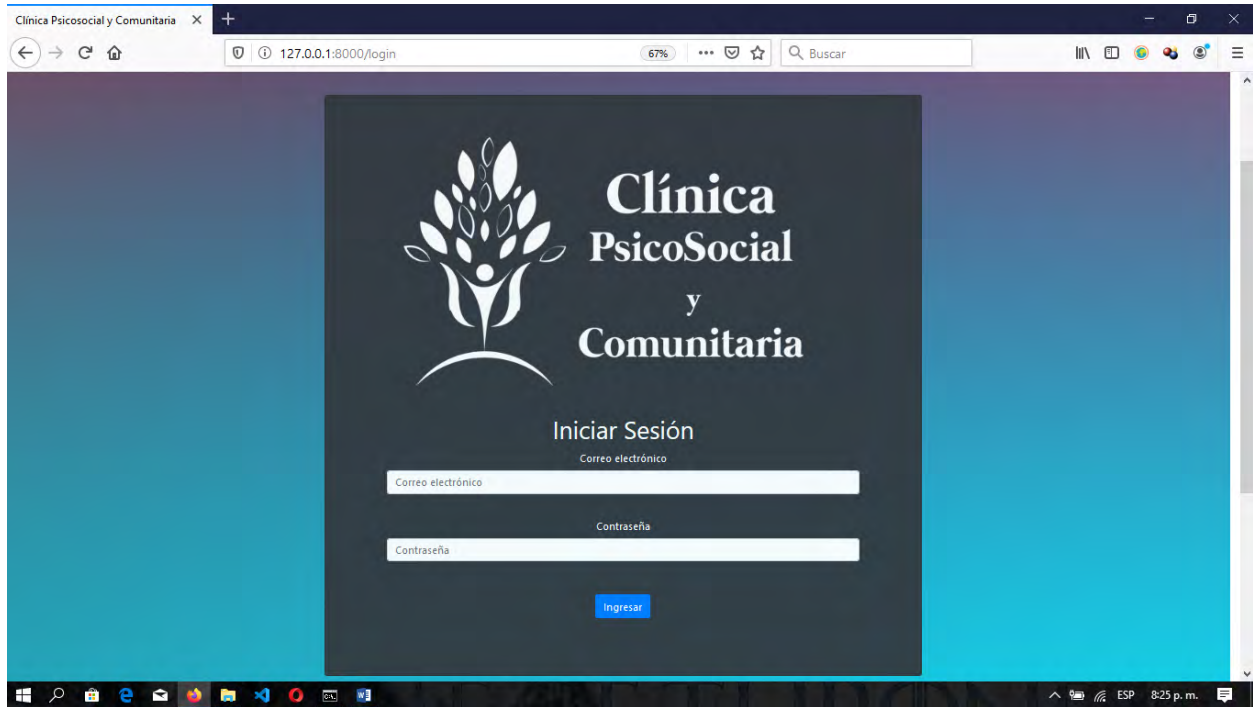 Clínica Psicosocial y Comunitaria
127.0.0.1:8000/login
67%
Buscar
Clínica
PsicoSocial
y
Comunitaria
Iniciar Sesión
Correo electrónico
Correo electrónico
Contraseña
Contraseña
Ingresar
ESP
8:25 p. m.